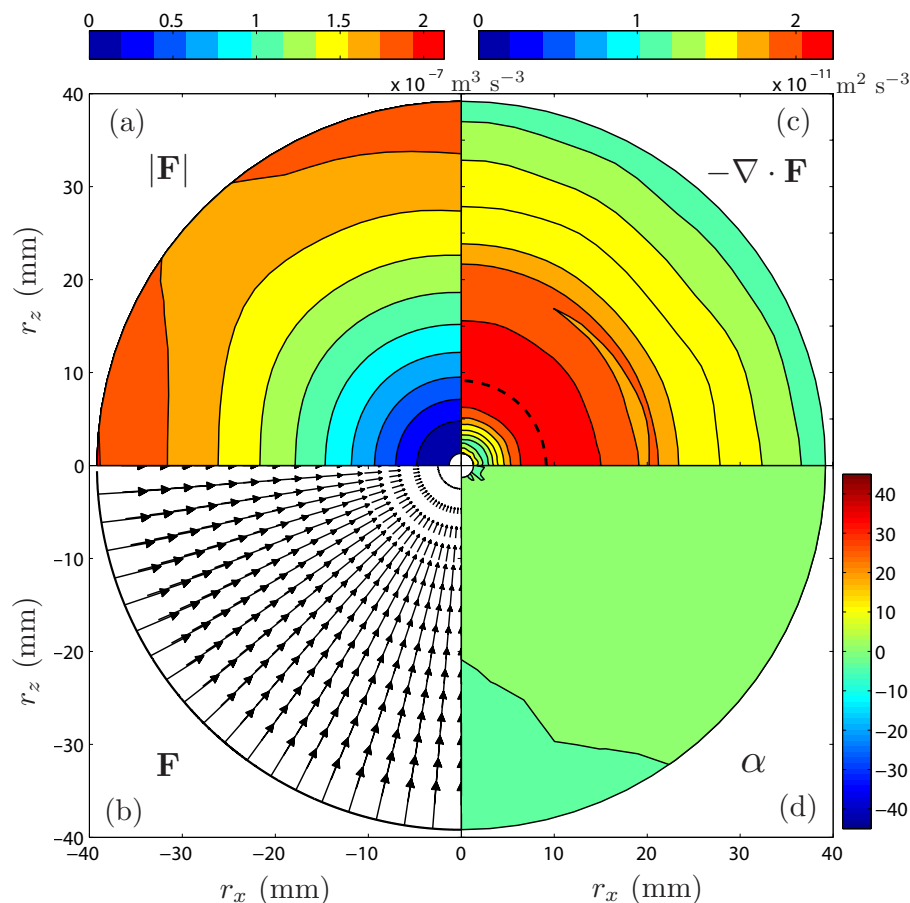 0 0.5 1 1.5 2
0 1 2
x 10⁻⁷ m³ s⁻³
x 10⁻¹¹ m² s⁻³
40
30
20
10
0
−10
−20
−30
−40
r_z (mm)
r_z (mm)
(a)
|F|
(c)
−∇ · F
F
(b)
α
(d)
40
30
20
10
0
−10
−20
−30
−40
−40 −30 −20 −10 0 10 20 30 40
r_x (mm) r_x (mm)